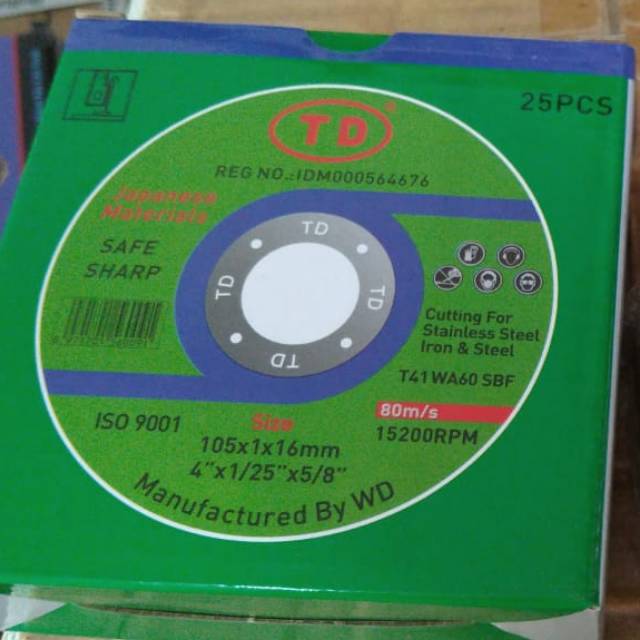 25PCS
TD®
REG NO.:IDM000564676
Japanese
Materials
SAFE
SHARP
TD
TD
TD
TD
Cutting For
Stainless Steel
Iron & Steel
T41 WA60 SBF
80m/s
15200RPM
ISO 9001
Size
105x1x16mm
4"x1/25"x5/8"
Manufactured By WD